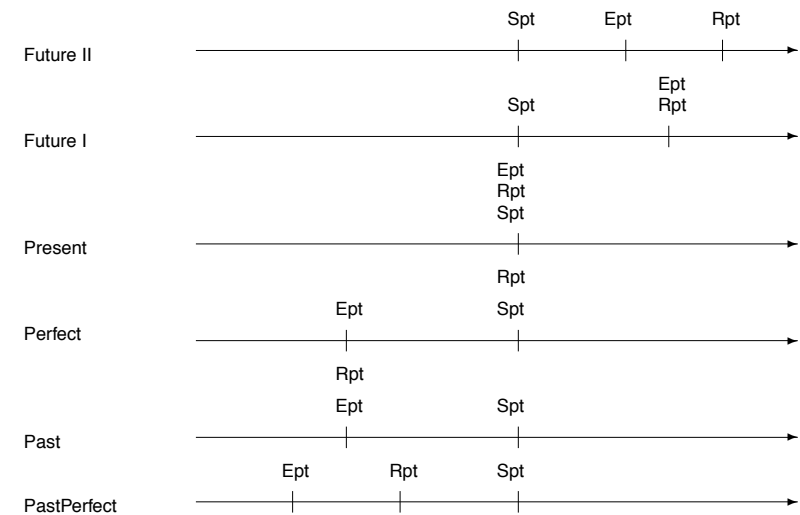 Spt Ept Rpt
Future II
Ept
Spt Rpt
Future I
Ept
Rpt
Spt
Present
Rpt
Ept Spt
Perfect
Rpt
Ept Spt
Past
Ept Rpt Spt
PastPerfect